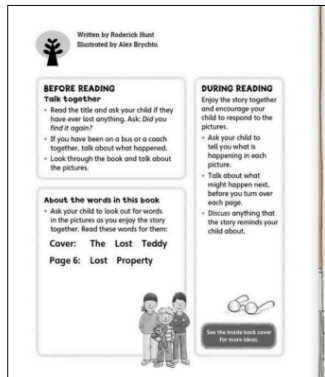 Written by Roderick Hunt
Illustrated by Alex Brychta
BEFORE READING
Talk together
• Read the title and ask your child if they
have ever lost anything. Ask: Did you
find it again?
• If you have been on a bus or a coach
together, talk about what happened.
• Look through the book and talk about
the pictures.
About the words in this book
• Ask your child to look out for words
in the pictures as you enjoy the story
together. Read these words for them:
Cover: The Lost Teddy
Page 6: Lost Property
DURING READING
Enjoy the story together
and encourage your
child to respond to the
pictures.
• Ask your child to
tell you what is
happening in each
picture.
• Talk about what
might happen next,
before you turn over
each page.
• Discuss anything that
the story reminds your
child about.
See the inside back cover
for more ideas.